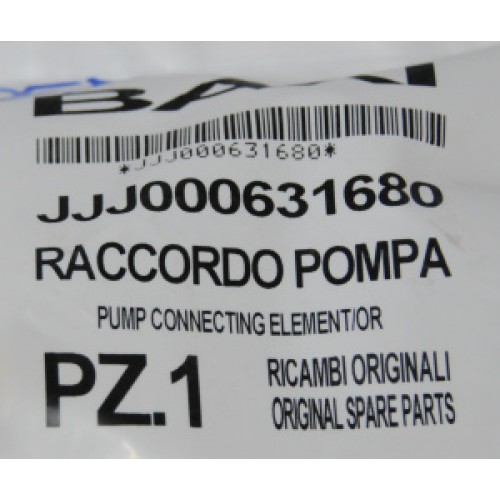 *JJJ000631680*
JJJ000631680
RACCORDO POMPA
PUMP CONNECTING ELEMENT/OR
PZ.1
RICAMBI ORIGINALI
ORIGINAL SPARE PARTS